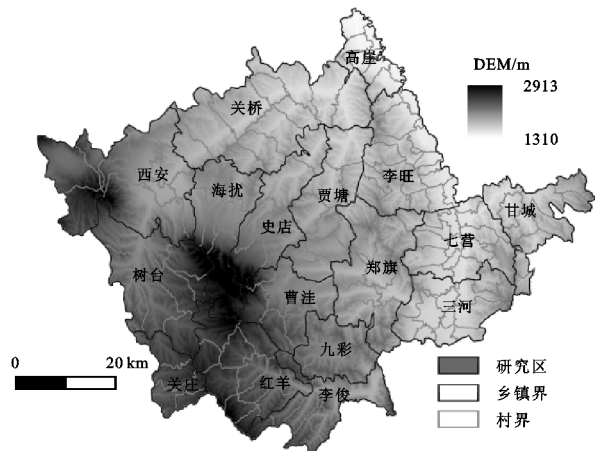 高崖
DEM/m
2913
1310
关桥
西安
海扰
贾塘
李旺
甘城
史店
七营
树台
郑旗
曹洼
三河
九彩
0
20 km
关庄
红羊
李俊
研究区
乡镇界
村界